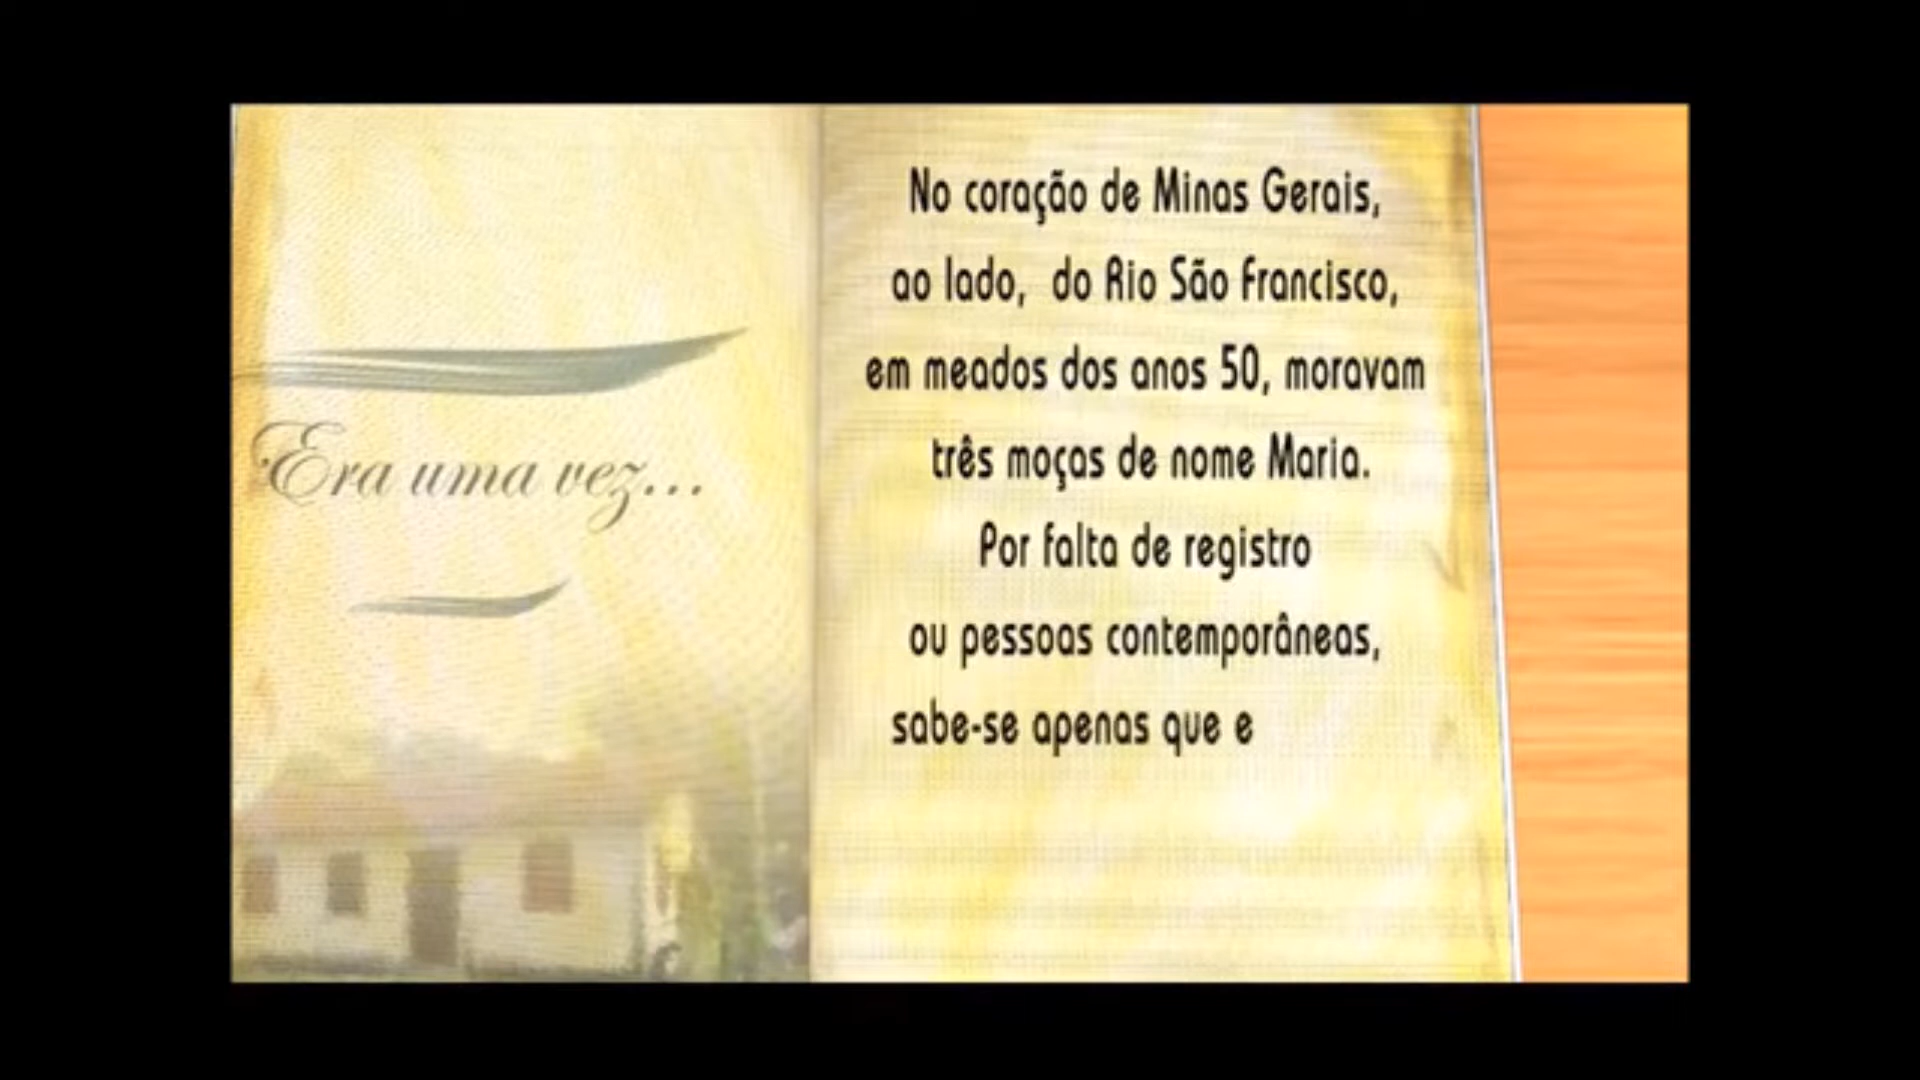 Era uma vez...
No coração de Minas Gerais,
ao lado, do Rio São Francisco,
em meados dos anos 50, moravam
três moças de nome Maria.
Por falta de registro
ou pessoas contemporâneas,
sabe-se apenas que e